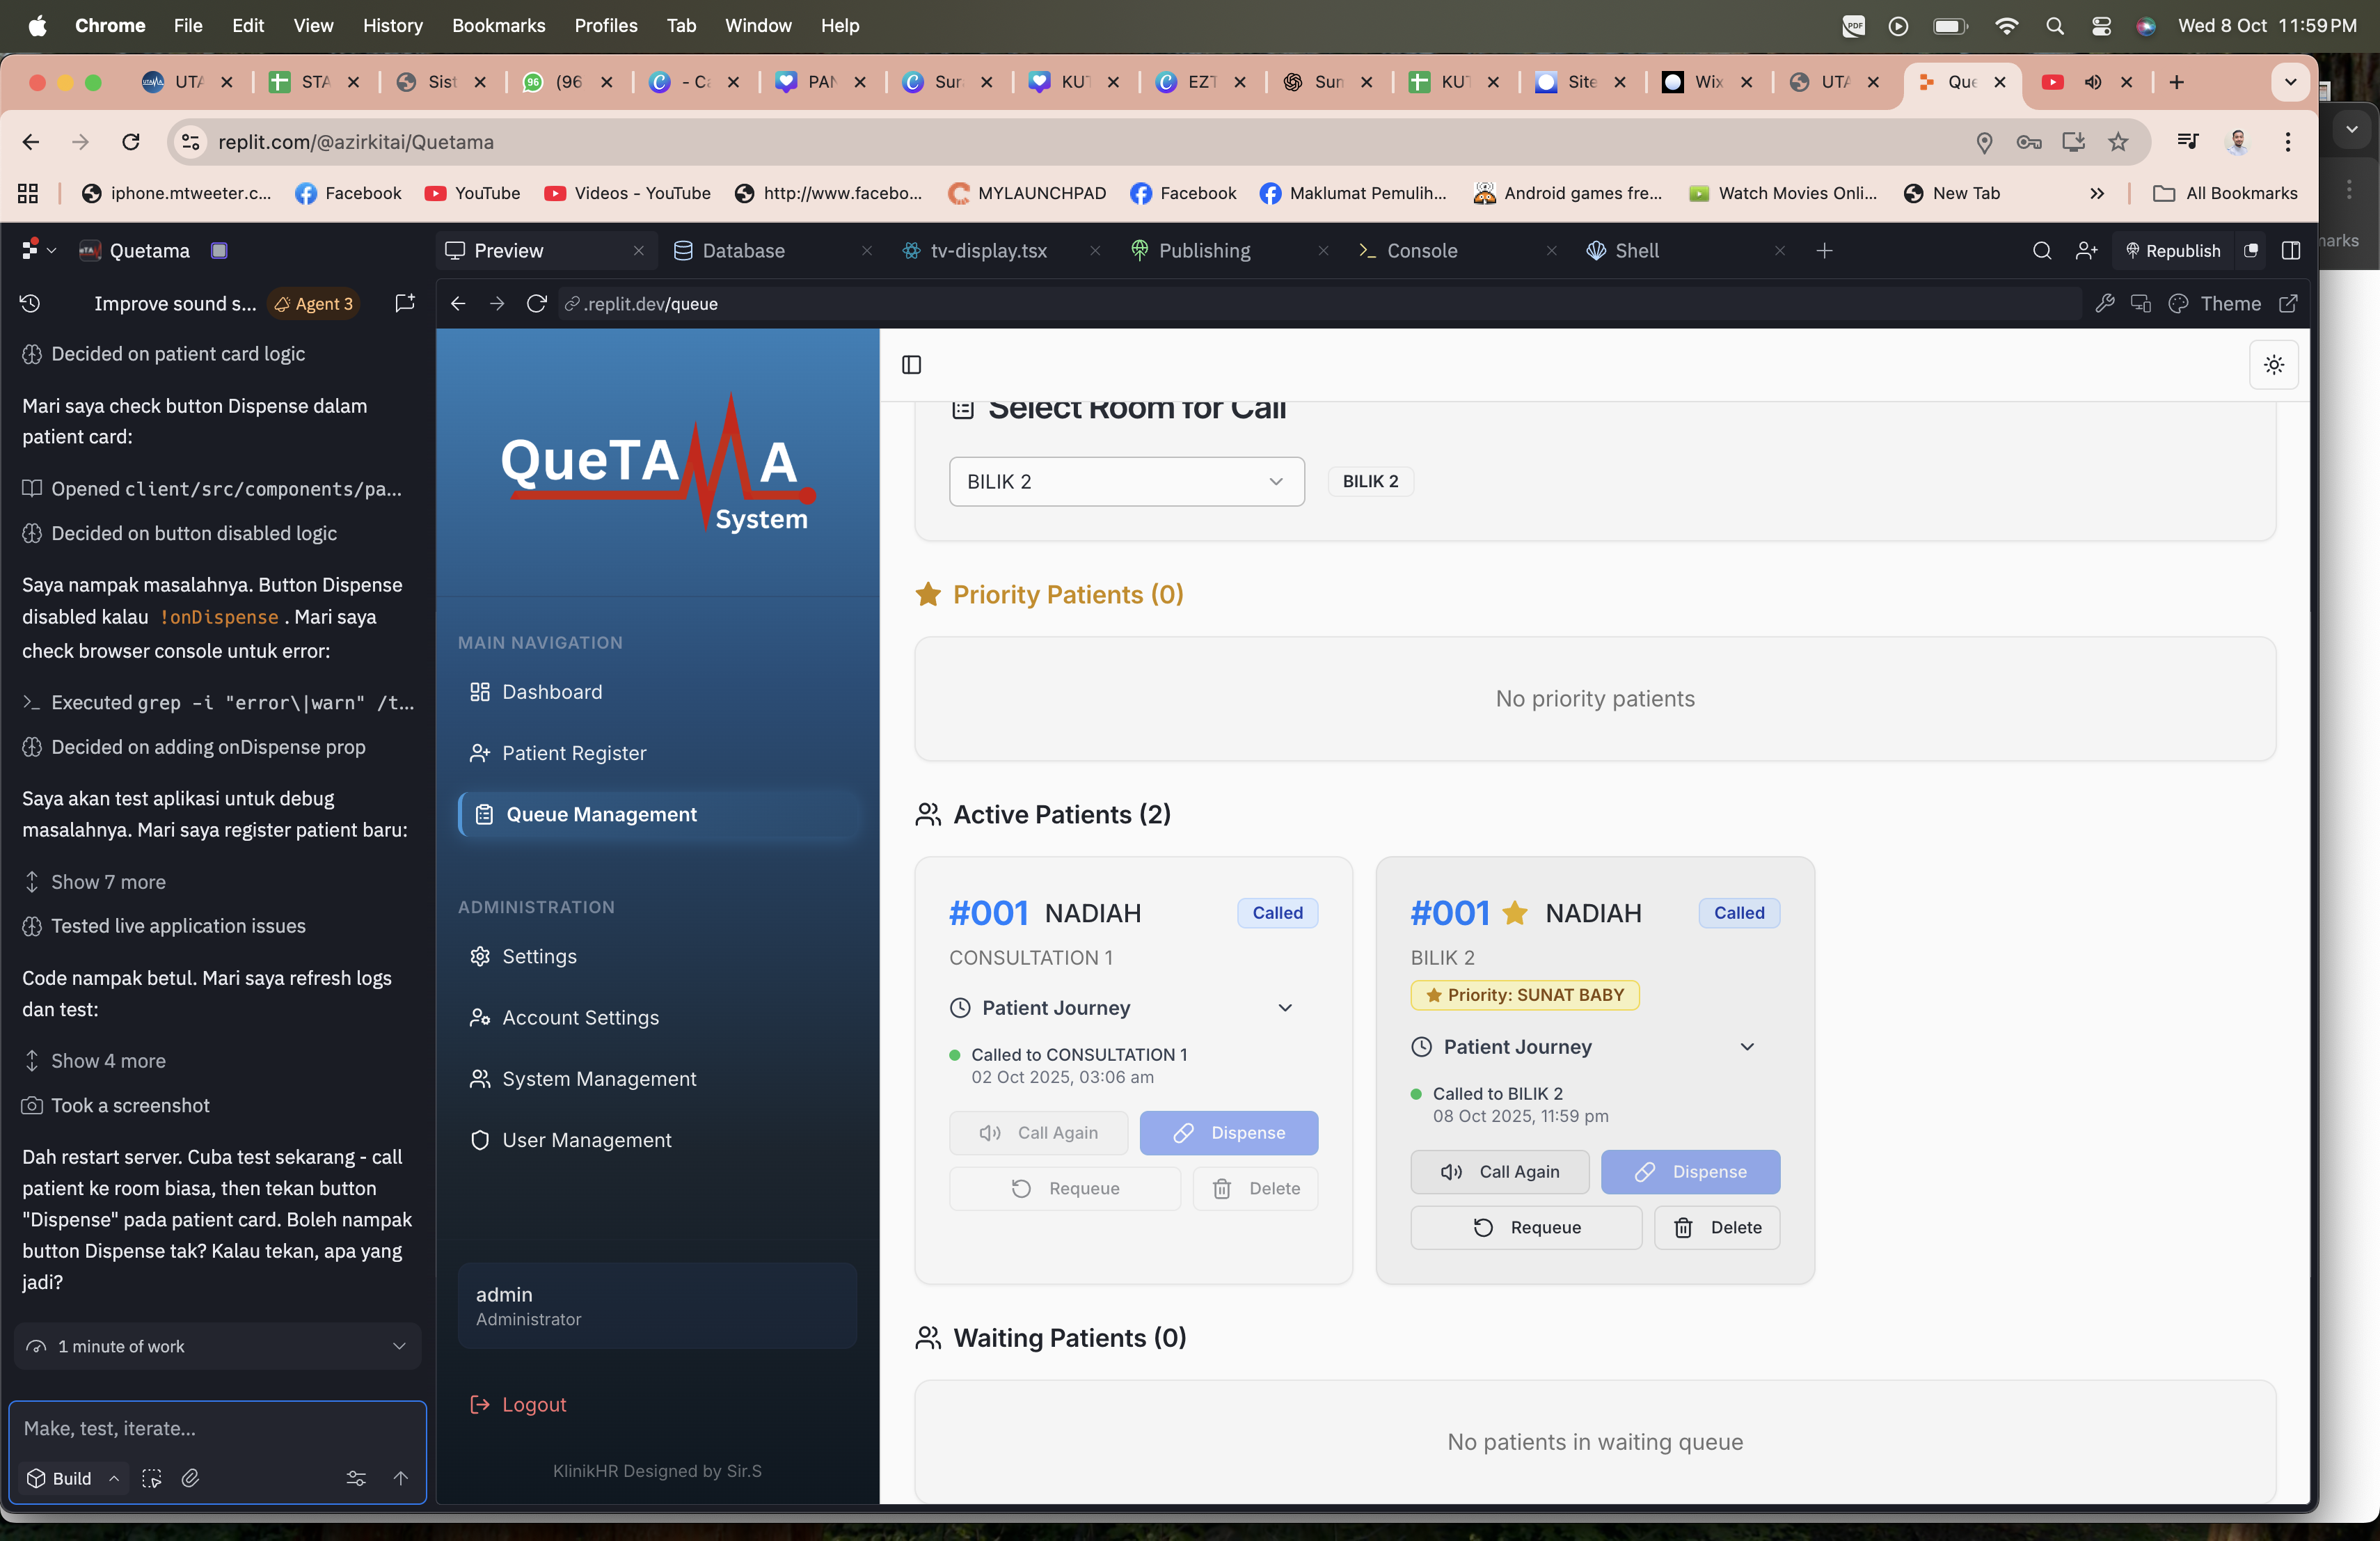 Chrome File Edit View History Bookmarks Profiles Tab Window Help
Wed 8 Oct 11:59 PM
UTA STA Sist (96 - Ca PAN Sur KUT EZT Sun KUT Site Wix UTA Que
replit.com/@azirkitai/Quetama
iphone.mtweeter.c... Facebook YouTube Videos - YouTube http://www.facebo... MYLAUNCHPAD Facebook Maklumat Pemulih... Android games fre... Watch Movies Onli... New Tab >> All Bookmarks
arks
Quetama
Preview Database tv-display.tsx Publishing Console Shell
Republish
Improve sound s... Agent 3
.replit.dev/queue
Theme
Decided on patient card logic
Mari saya check button Dispense dalam
patient card:
Opened client/src/components/pa...
Decided on button disabled logic
Saya nampak masalahnya. Button Dispense
disabled kalau !onDispense . Mari saya
check browser console untuk error:
Executed grep -i "error\|warn" /t...
Decided on adding onDispense prop
Saya akan test aplikasi untuk debug
masalahnya. Mari saya register patient baru:
Show 7 more
Tested live application issues
Code nampak betul. Mari saya refresh logs
dan test:
Show 4 more
Took a screenshot
Dah restart server. Cuba test sekarang - call
patient ke room biasa, then tekan button
"Dispense" pada patient card. Boleh nampak
button Dispense tak? Kalau tekan, apa yang
jadi?
1 minute of work
Make, test, iterate...
Build
QueTAMA
System
MAIN NAVIGATION
Dashboard
Patient Register
Queue Management
ADMINISTRATION
Settings
Account Settings
System Management
User Management
admin
Administrator
Logout
KlinikHR Designed by Sir.S
Select Room for Call
BILIK 2
BILIK 2
Priority Patients (0)
No priority patients
Active Patients (2)
#001 NADIAH Called
CONSULTATION 1
Patient Journey
Called to CONSULTATION 1
02 Oct 2025, 03:06 am
Call Again Dispense
Requeue Delete
#001 NADIAH Called
BILIK 2
Priority: SUNAT BABY
Patient Journey
Called to BILIK 2
08 Oct 2025, 11:59 pm
Call Again Dispense
Requeue Delete
Waiting Patients (0)
No patients in waiting queue